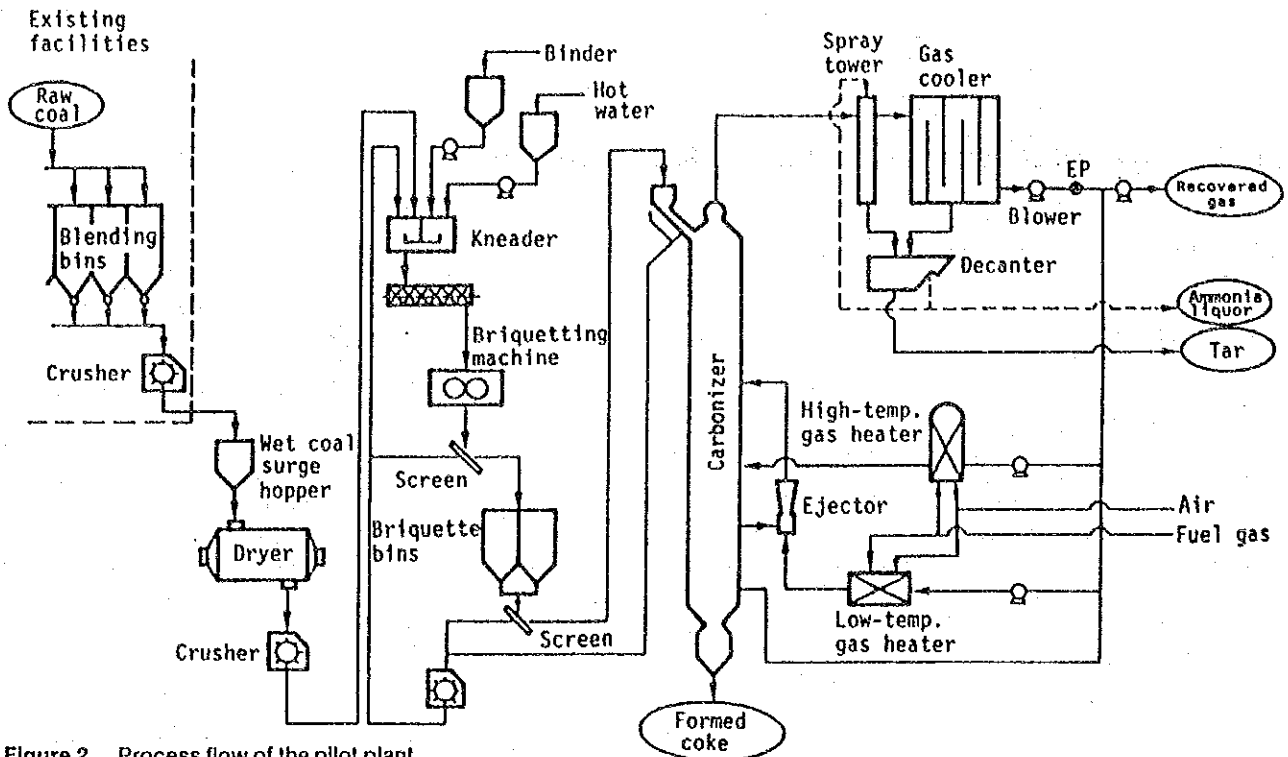 Existing
facilities
Raw
coal
Blending
bins
Crusher
Wet coal
surge
hopper
Dryer
Crusher
Binder
Hot
water
Kneader
Briquetting
machine
Screen
Briquette
bins
Screen
Carbonizer
Formed
coke
Spray
tower
Gas
cooler
EP
Blower
Recovered
gas
Decanter
Ammonia
liquor
Tar
High-temp.
gas heater
Ejector
Air
Fuel gas
Low-temp.
gas heater
Figure 2 Process flow of the pilot plant